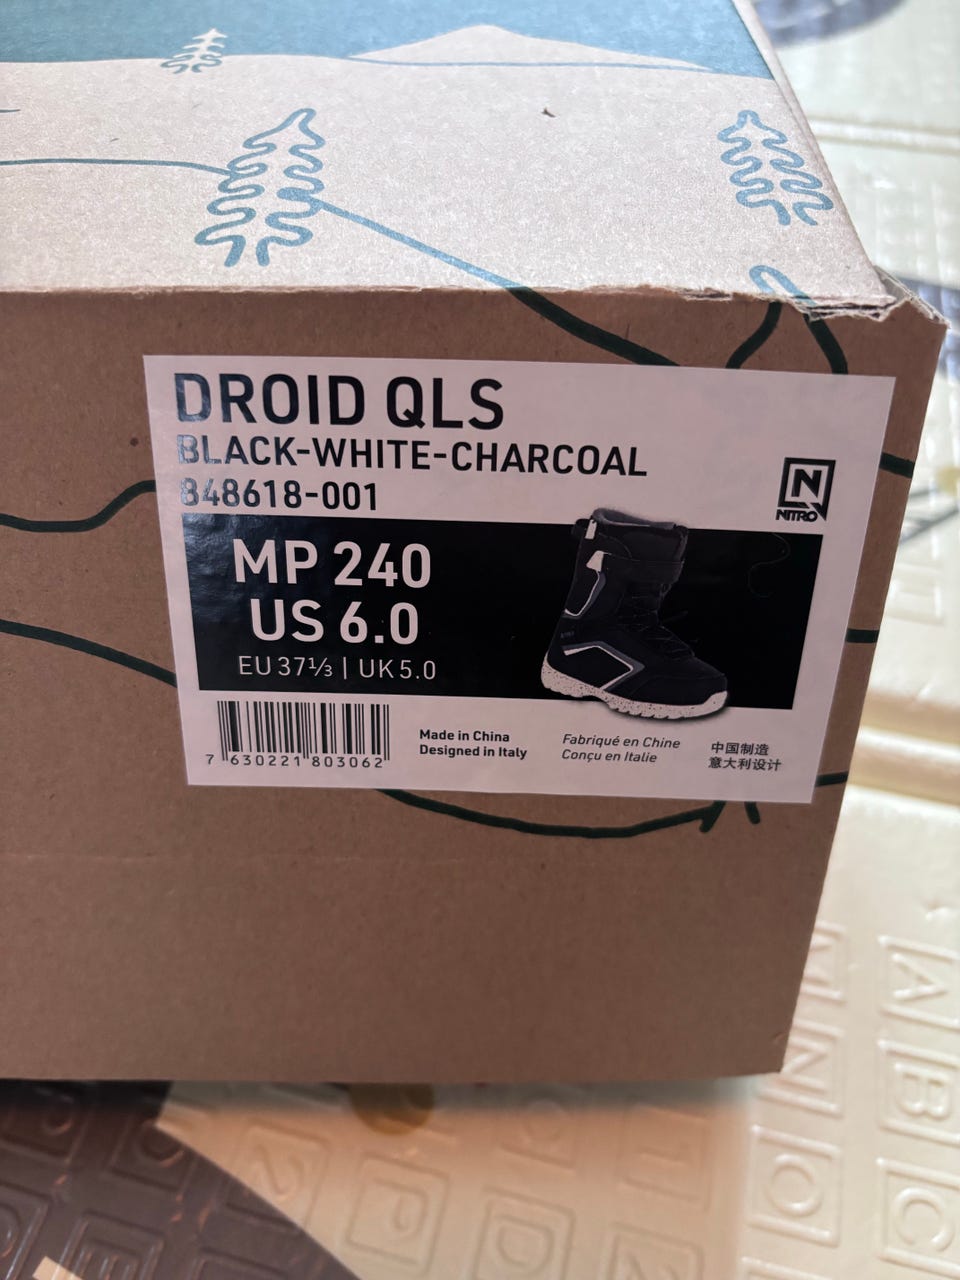 DROID QLS
BLACK-WHITE-CHARCOAL
848618-001
N
NITRO
MP 240
US 6.0
EU 37⅓ | UK 5.0
7 630221 803062
Made in China
Designed in Italy
Fabriqué en Chine
Conçu en Italie
中国制造
意大利设计
A
B
C
M
N
O
1
2
P
D